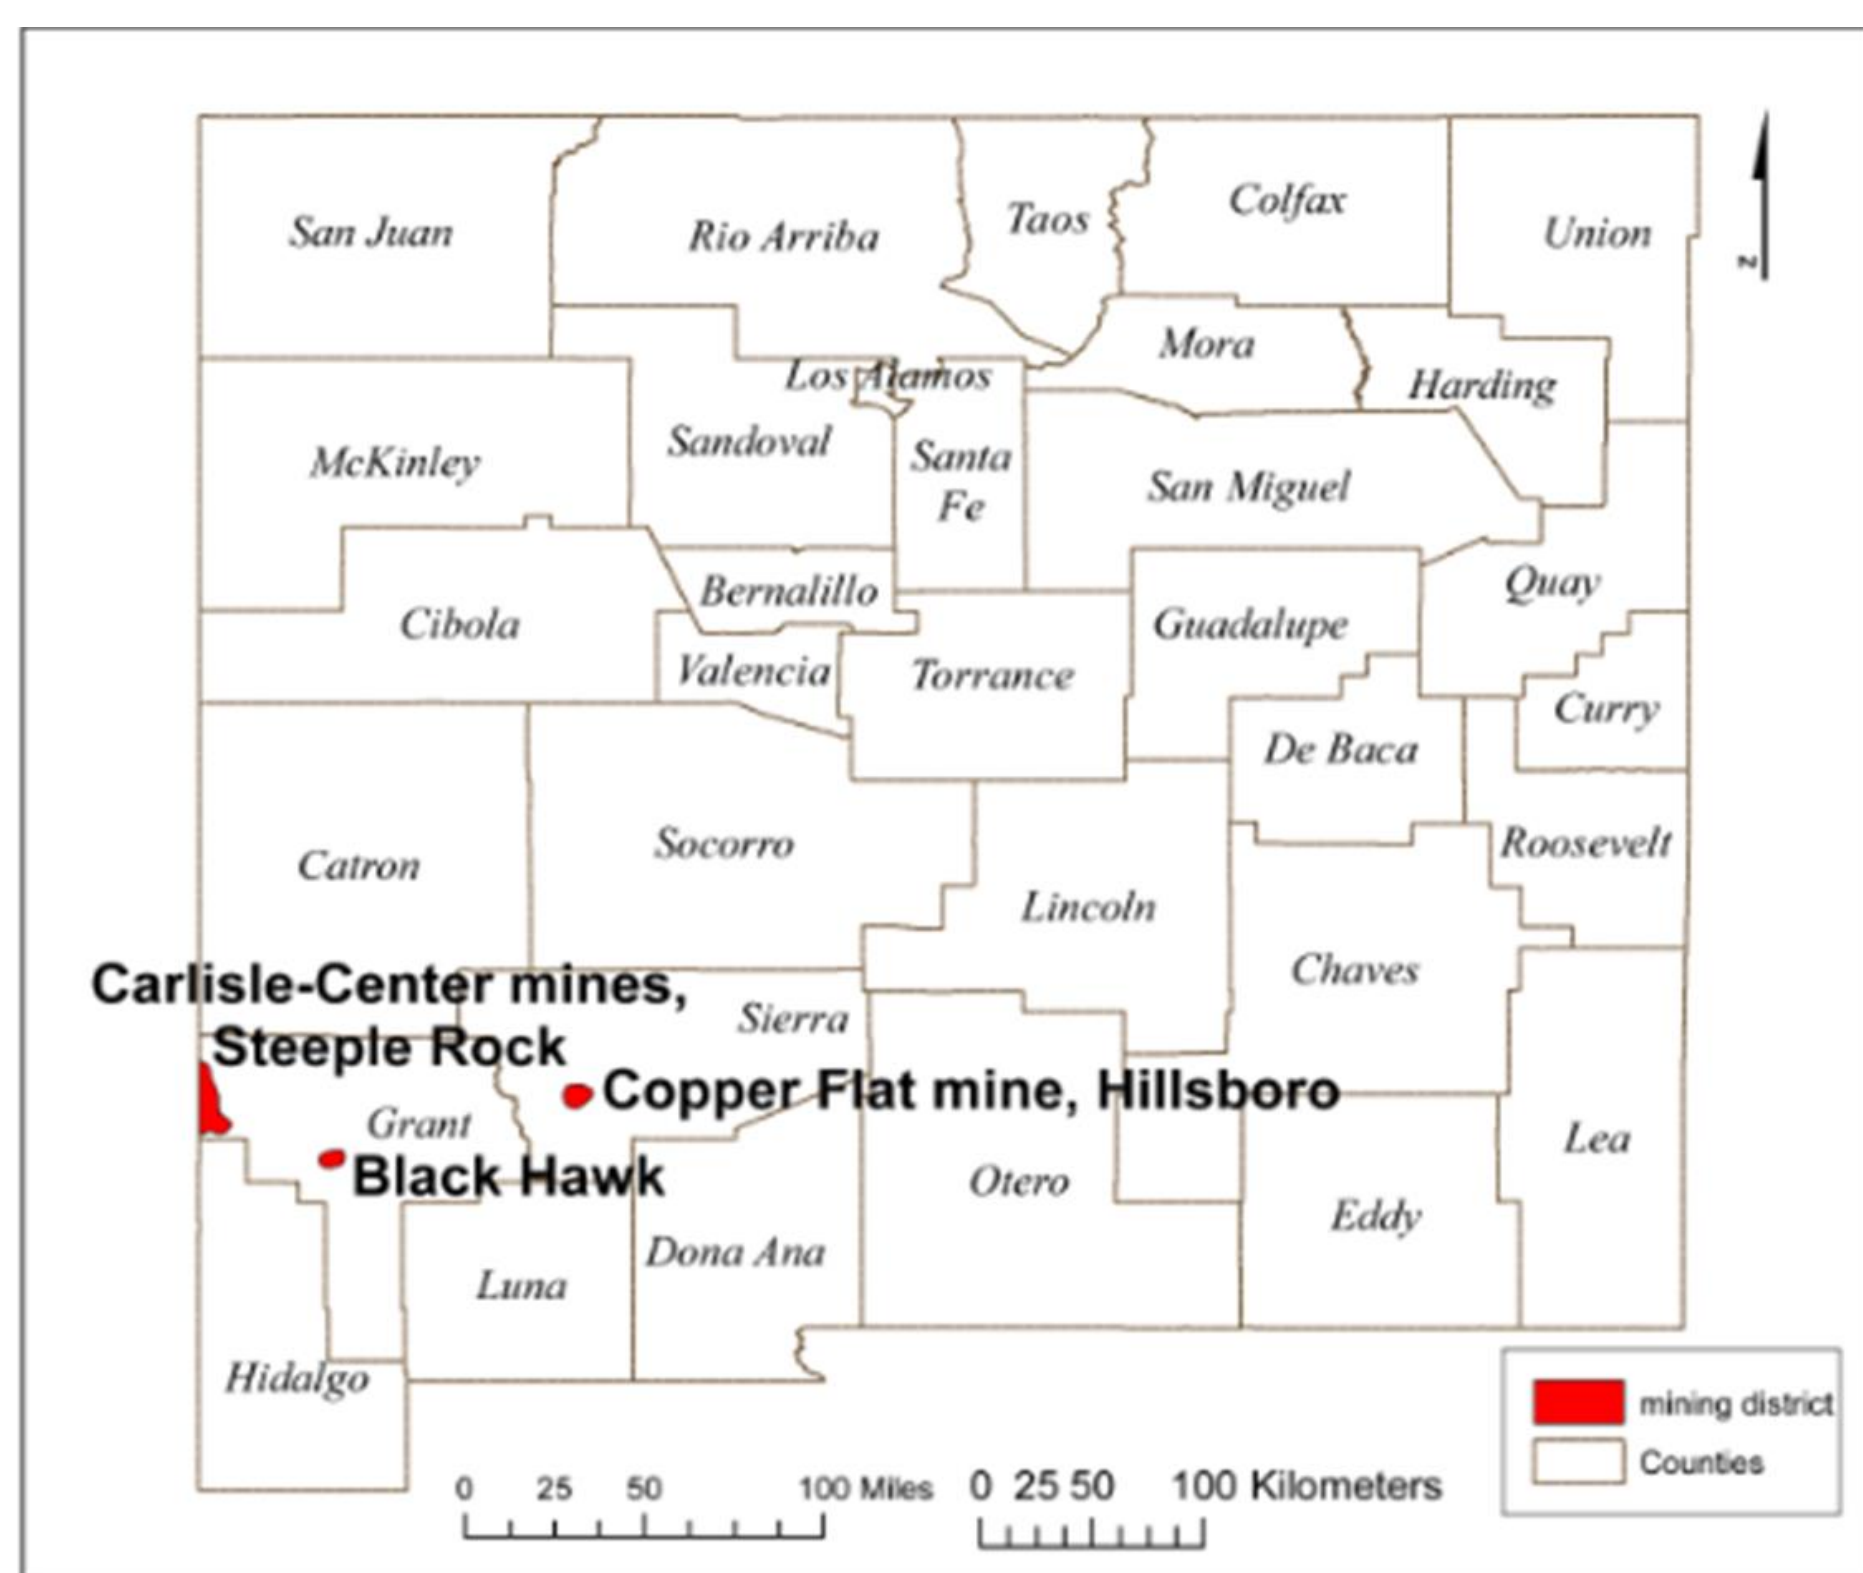 San Juan
Rio Arriba
Taos
Colfax
Union
z
Mora
Los Alamos
Harding
McKinley
Sandoval
Santa
Fe
San Miguel
Cibola
Bernalillo
Guadalupe
Quay
Valencia
Torrance
Curry
De Baca
Catron
Socorro
Roosevelt
Lincoln
Chaves
Carlisle-Center mines,
Steeple Rock
Sierra
Copper Flat mine, Hillsboro
Grant
Lea
Black Hawk
Otero
Eddy
Dona Ana
Luna
Hidalgo
mining district
Counties
0 25 50 100 Miles
0 25 50 100 Kilometers